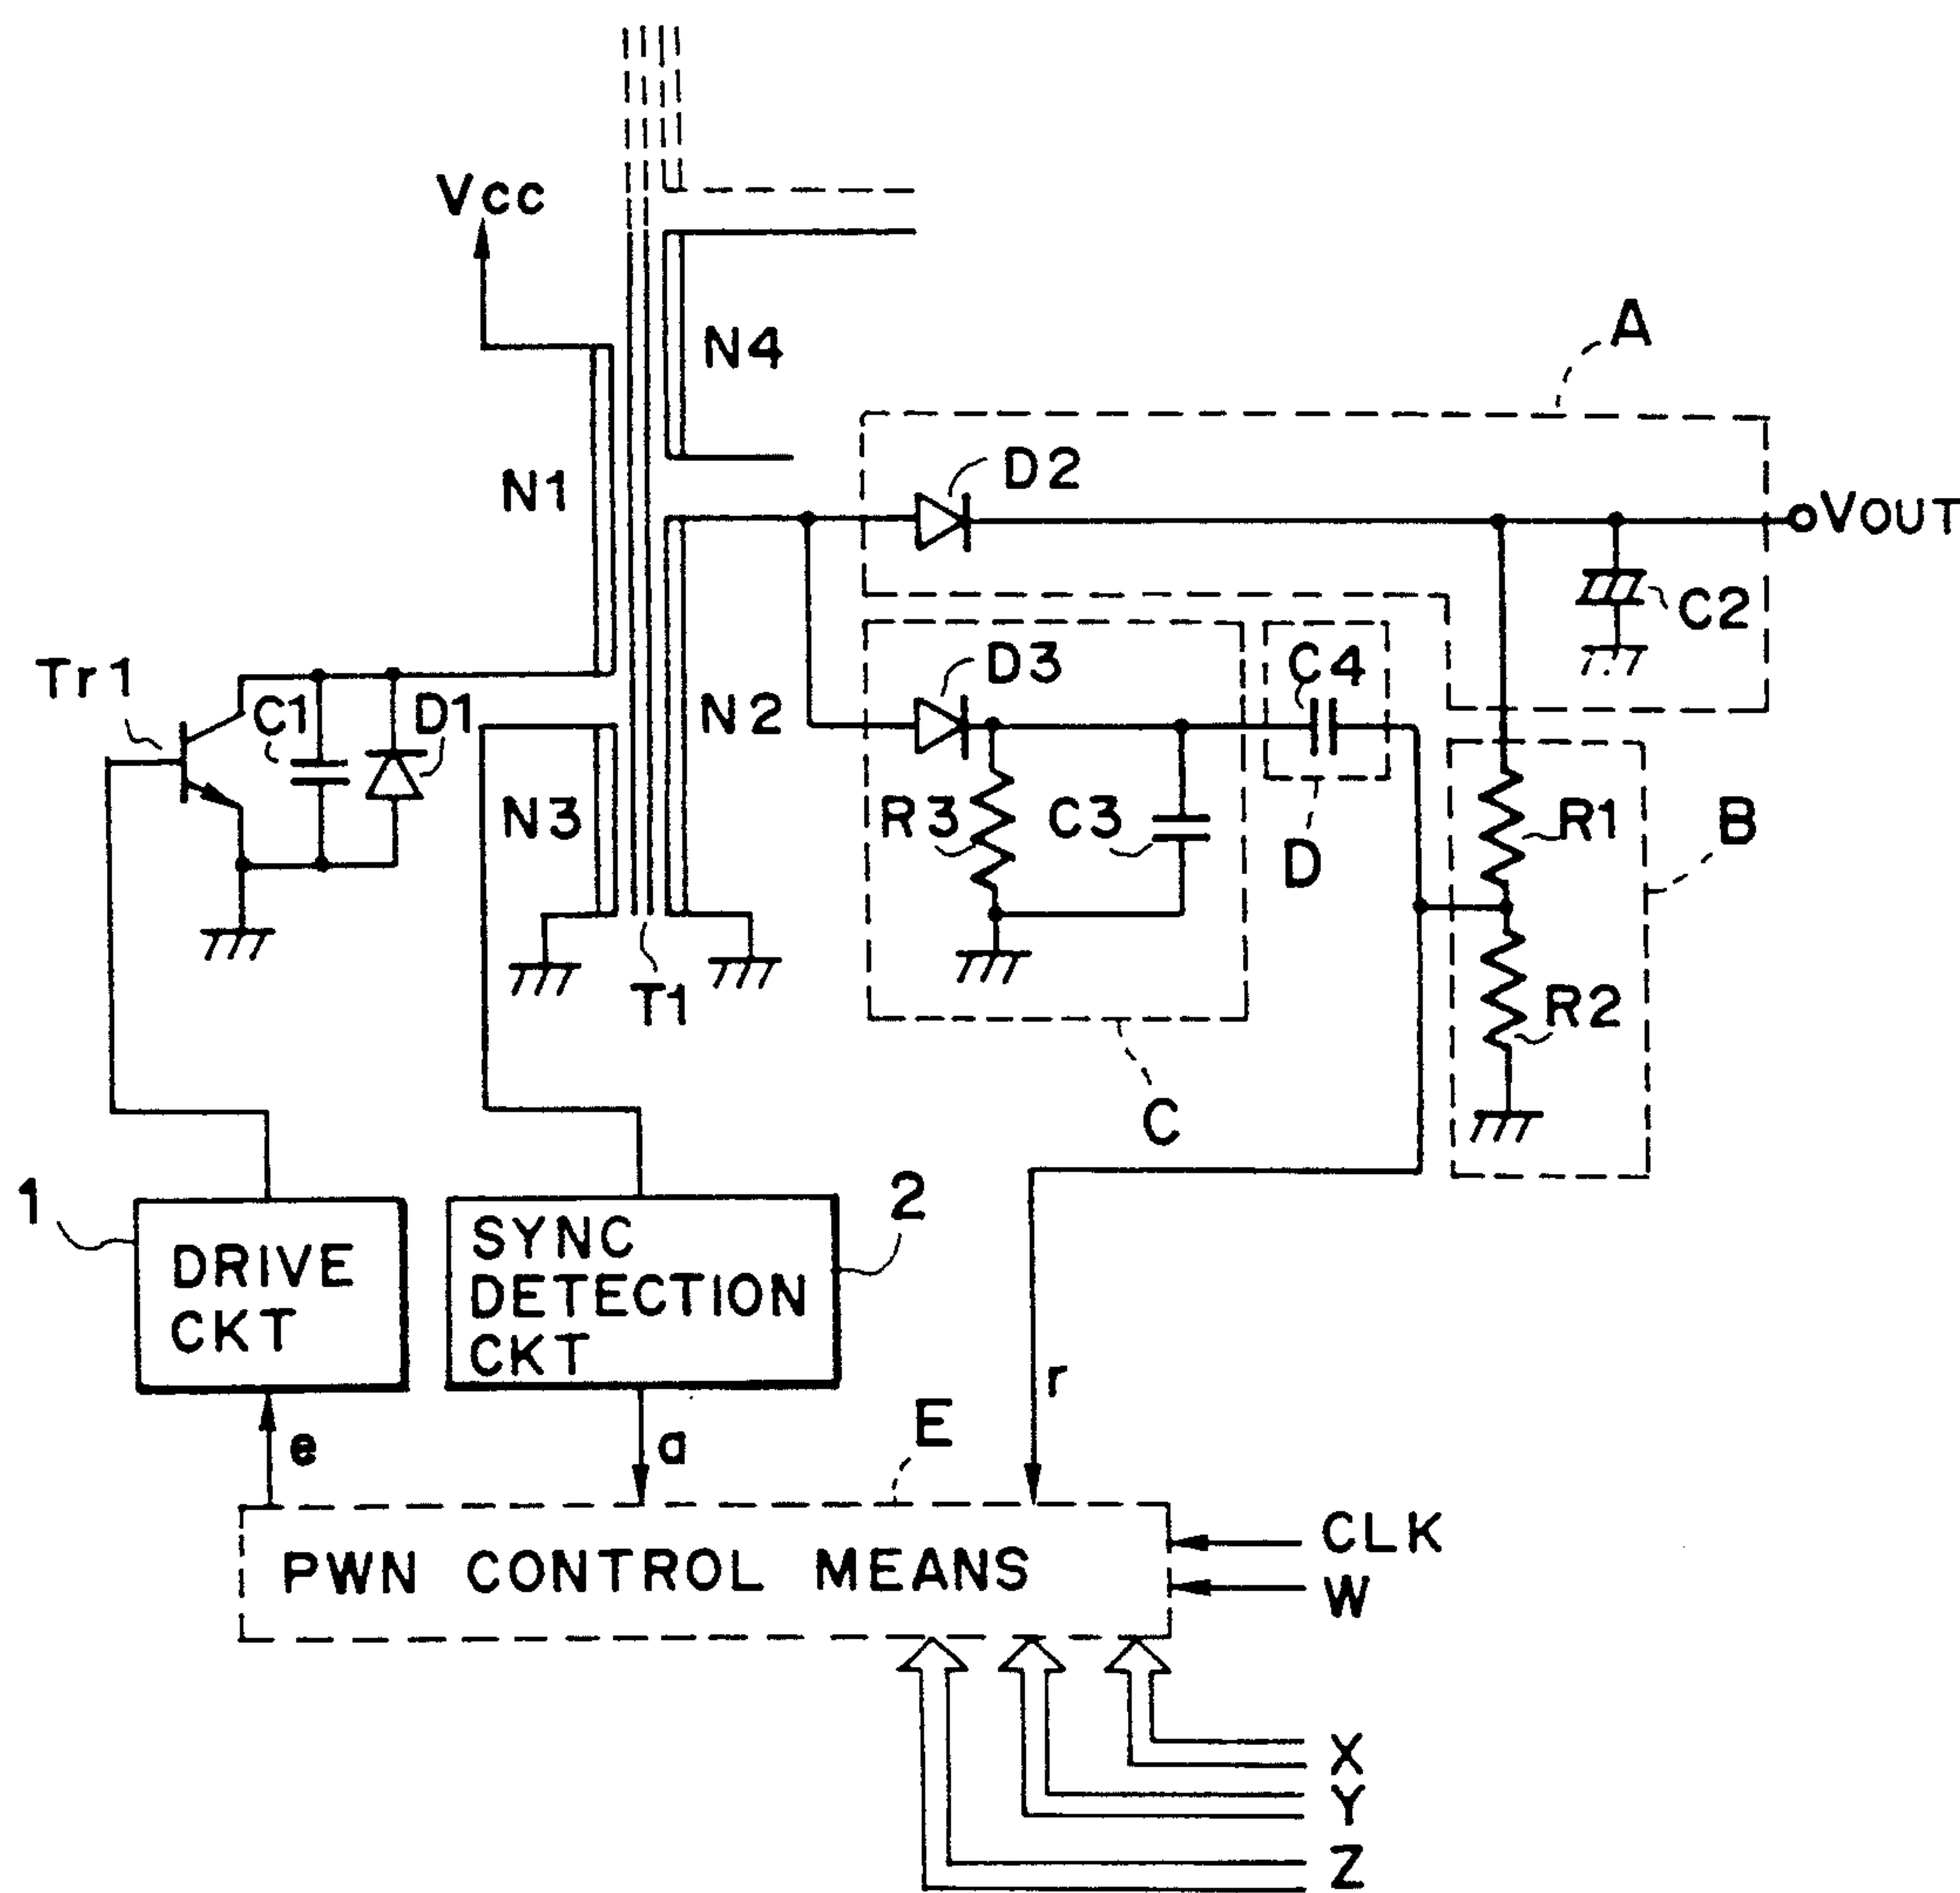 Vcc
N4
A
D2
N1
VOUT
C2
Tr1
C1
D1
N2
D3
C4
N3
R3
C3
D
R1
B
T1
R2
C
1
DRIVE
CKT
2
SYNC
DETECTION
CKT
r
e
a
E
PWN CONTROL MEANS
CLK
W
X
Y
Z